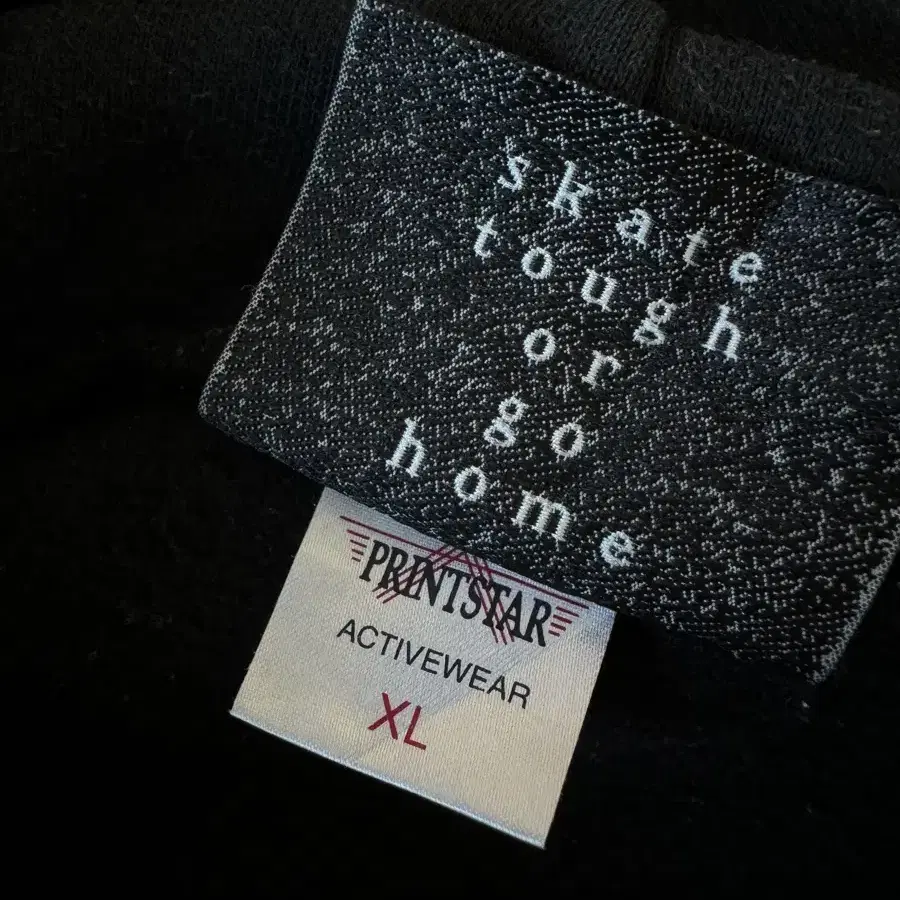 skate
tough
or
go
home
PRINTSTAR
ACTIVEWEAR
XL